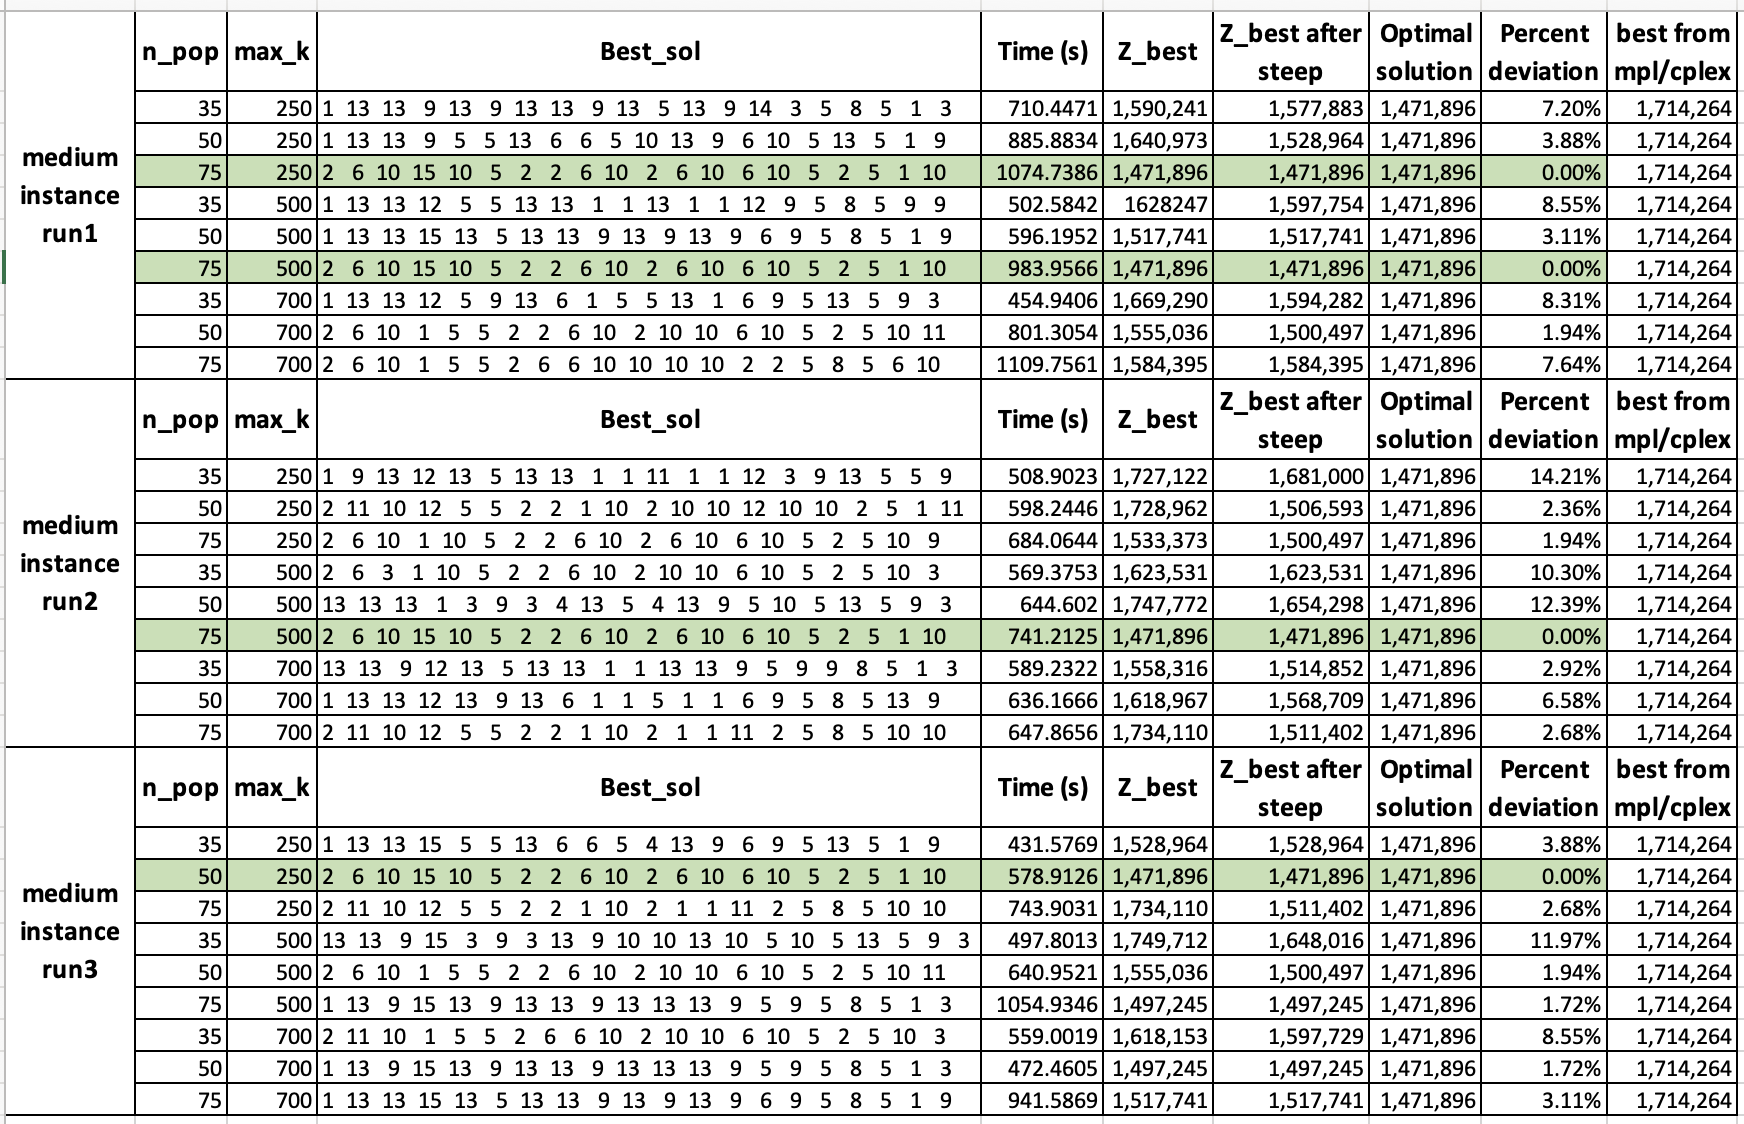 n_pop max_k Best_sol Time (s) Z_best Z_best after steep Optimal solution Percent deviation best from mpl/cplex
medium instance run1
35 250 1 13 13 9 13 9 13 13 9 13 5 13 9 14 3 5 8 5 1 3 710.4471 1,590,241 1,577,883 1,471,896 7.20% 1,714,264
50 250 1 13 13 9 5 5 13 6 6 5 10 13 9 6 10 5 13 5 1 9 885.8834 1,640,973 1,528,964 1,471,896 3.88% 1,714,264
75 250 2 6 10 15 10 5 2 2 6 10 2 6 10 6 10 5 2 5 1 10 1074.7386 1,471,896 1,471,896 1,471,896 0.00% 1,714,264
35 500 1 13 13 12 5 5 13 13 1 1 13 1 1 12 9 5 8 5 9 9 502.5842 1628247 1,597,754 1,471,896 8.55% 1,714,264
50 500 1 13 13 15 13 5 13 13 9 13 9 13 9 6 9 5 8 5 1 9 596.1952 1,517,741 1,517,741 1,471,896 3.11% 1,714,264
75 500 2 6 10 15 10 5 2 2 6 10 2 6 10 6 10 5 2 5 1 10 983.9566 1,471,896 1,471,896 1,471,896 0.00% 1,714,264
35 700 1 13 13 12 5 9 13 6 1 5 5 13 1 6 9 5 13 5 9 3 454.9406 1,669,290 1,594,282 1,471,896 8.31% 1,714,264
50 700 2 6 10 1 5 5 2 2 6 10 2 10 10 6 10 5 2 5 10 11 801.3054 1,555,036 1,500,497 1,471,896 1.94% 1,714,264
75 700 2 6 10 1 5 5 2 6 6 10 10 10 10 2 2 5 8 5 6 10 1109.7561 1,584,395 1,584,395 1,471,896 7.64% 1,714,264
n_pop max_k Best_sol Time (s) Z_best Z_best after steep Optimal solution Percent deviation best from mpl/cplex
medium instance run2
35 250 1 9 13 12 13 5 13 13 1 1 11 1 1 12 3 9 13 5 5 9 508.9023 1,727,122 1,681,000 1,471,896 14.21% 1,714,264
50 250 2 11 10 12 5 5 2 2 1 10 2 10 10 12 10 10 2 5 1 11 598.2446 1,728,962 1,506,593 1,471,896 2.36% 1,714,264
75 250 2 6 10 1 10 5 2 2 6 10 2 6 10 6 10 5 2 5 10 9 684.0644 1,533,373 1,500,497 1,471,896 1.94% 1,714,264
35 500 2 6 3 1 10 5 2 2 6 10 2 10 10 6 10 5 2 5 10 3 569.3753 1,623,531 1,623,531 1,471,896 10.30% 1,714,264
50 500 13 13 13 1 3 9 3 4 13 5 4 13 9 5 10 5 13 5 9 3 644.602 1,747,772 1,654,298 1,471,896 12.39% 1,714,264
75 500 2 6 10 15 10 5 2 2 6 10 2 6 10 6 10 5 2 5 1 10 741.2125 1,471,896 1,471,896 1,471,896 0.00% 1,714,264
35 700 13 13 9 12 13 5 13 13 1 1 13 13 9 5 9 9 8 5 1 3 589.2322 1,558,316 1,514,852 1,471,896 2.92% 1,714,264
50 700 1 13 13 12 13 9 13 6 1 1 5 1 1 6 9 5 8 5 13 9 636.1666 1,618,967 1,568,709 1,471,896 6.58% 1,714,264
75 700 2 11 10 12 5 5 2 2 1 10 2 1 1 11 2 5 8 5 10 10 647.8656 1,734,110 1,511,402 1,471,896 2.68% 1,714,264
n_pop max_k Best_sol Time (s) Z_best Z_best after steep Optimal solution Percent deviation best from mpl/cplex
medium instance run3
35 250 1 13 13 15 5 5 13 6 6 5 4 13 9 6 9 5 13 5 1 9 431.5769 1,528,964 1,528,964 1,471,896 3.88% 1,714,264
50 250 2 6 10 15 10 5 2 2 6 10 2 6 10 6 10 5 2 5 1 10 578.9126 1,471,896 1,471,896 1,471,896 0.00% 1,714,264
75 250 2 11 10 12 5 5 2 2 1 10 2 1 1 11 2 5 8 5 10 10 743.9031 1,734,110 1,511,402 1,471,896 2.68% 1,714,264
35 500 13 13 9 15 3 9 3 13 9 10 10 13 10 5 10 5 13 5 9 3 497.8013 1,749,712 1,648,016 1,471,896 11.97% 1,714,264
50 500 2 6 10 1 5 5 2 2 6 10 2 10 10 6 10 5 2 5 10 11 640.9521 1,555,036 1,500,497 1,471,896 1.94% 1,714,264
75 500 1 13 9 15 13 9 13 13 9 13 13 13 9 5 9 5 8 5 1 3 1054.9346 1,497,245 1,497,245 1,471,896 1.72% 1,714,264
35 700 2 11 10 1 5 5 2 6 6 10 2 10 10 6 10 5 2 5 10 3 559.0019 1,618,153 1,597,729 1,471,896 8.55% 1,714,264
50 700 1 13 9 15 13 9 13 13 9 13 13 13 9 5 9 5 8 5 1 3 472.4605 1,497,245 1,497,245 1,471,896 1.72% 1,714,264
75 700 1 13 13 15 13 5 13 13 9 13 9 13 9 6 9 5 8 5 1 9 941.5869 1,517,741 1,517,741 1,471,896 3.11% 1,714,264